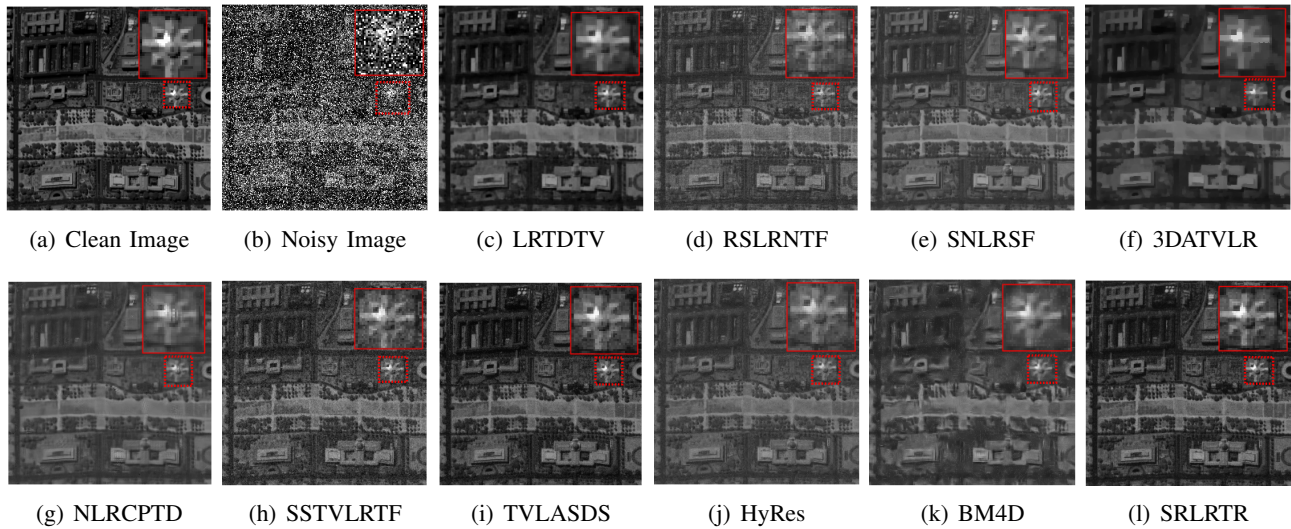 (a) Clean Image (b) Noisy Image (c) LRTDTV (d) RSLRNTF (e) SNLRSF (f) 3DATVLR
(g) NLRCPTD (h) SSTVLRTF (i) TVLASDS (j) HyRes (k) BM4D (l) SRLRTR